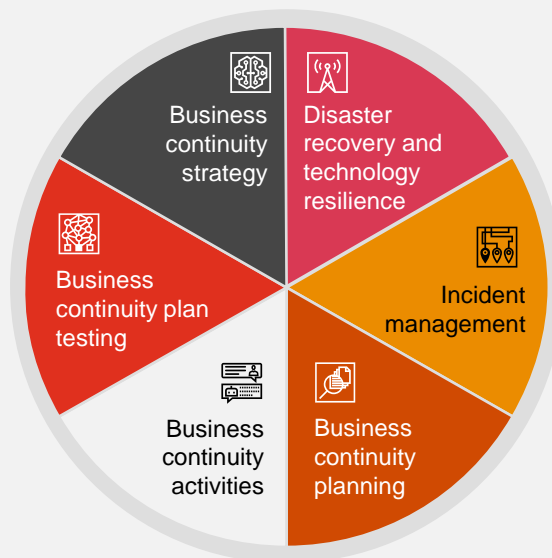 Business
continuity
strategy
Disaster
recovery and
technology
resilience
Incident
management
Business
continuity
planning
Business
continuity
activities
Business
continuity plan
testing